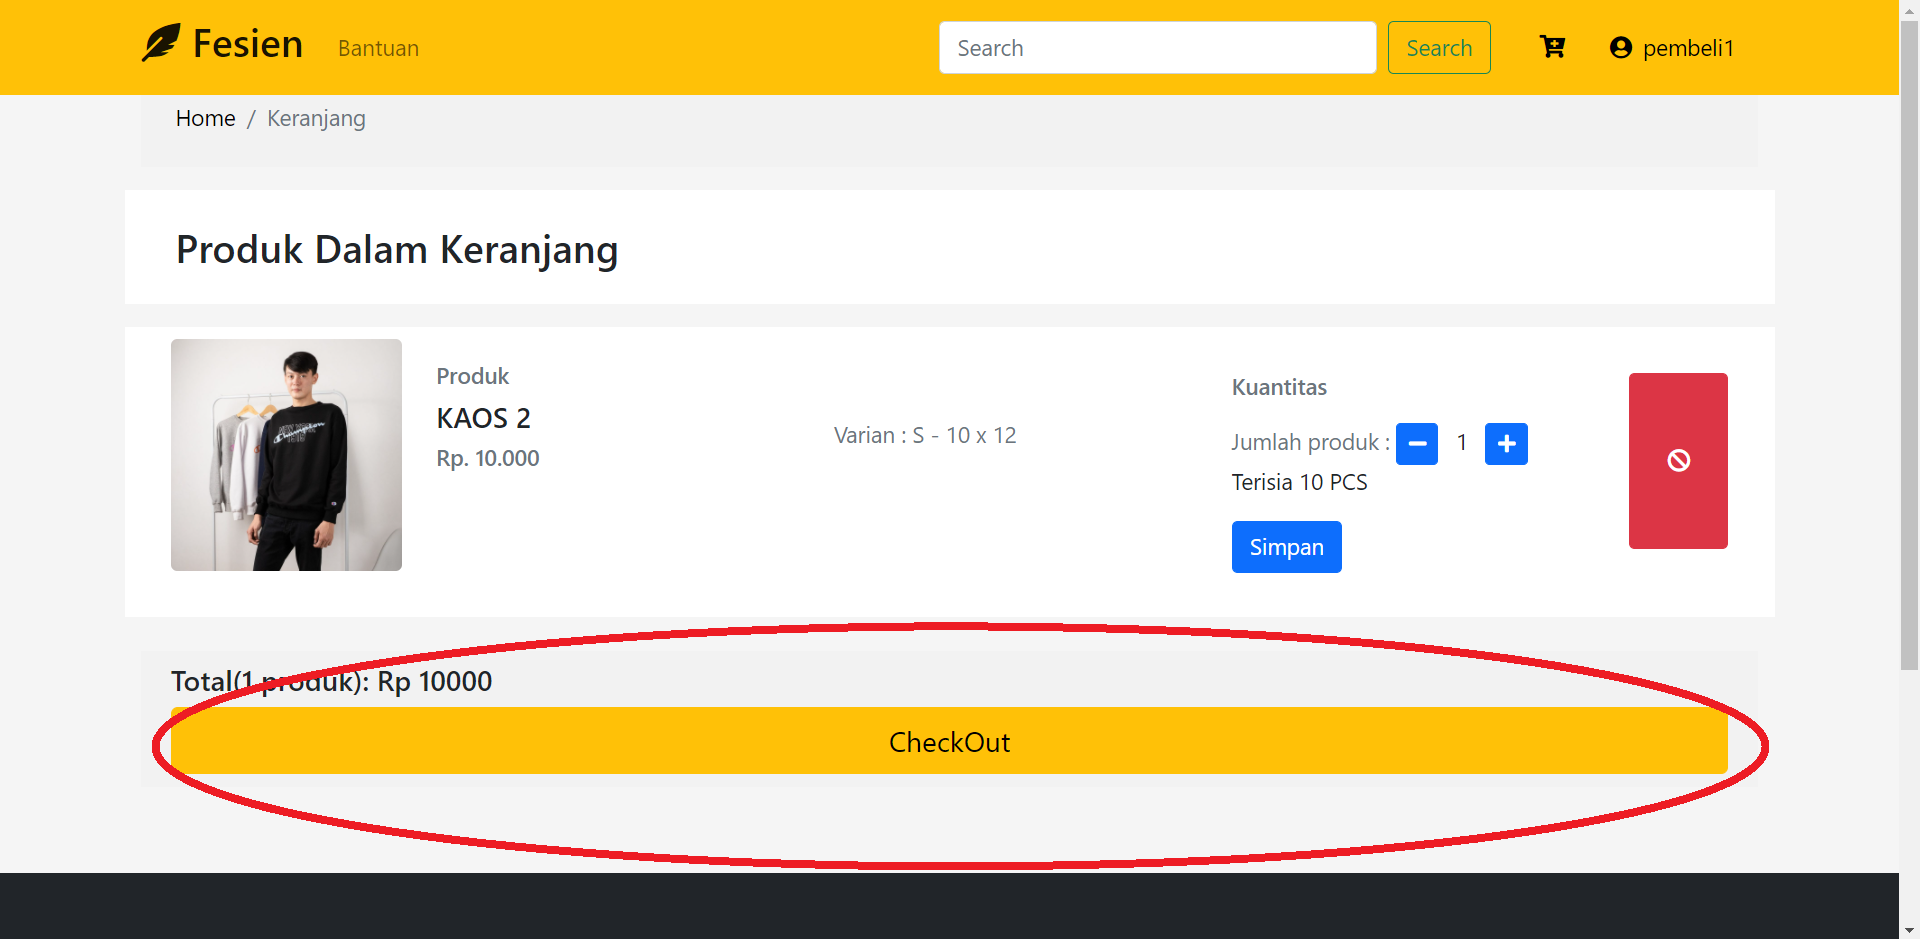 Fesien
Bantuan
Search
Search
pembeli1
Home / Keranjang
Produk Dalam Keranjang
Produk
KAOS 2
Rp. 10.000
Varian : S - 10 x 12
Kuantitas
Jumlah produk : 1
Terisia 10 PCS
Simpan
Total(1 produk): Rp 10000
CheckOut